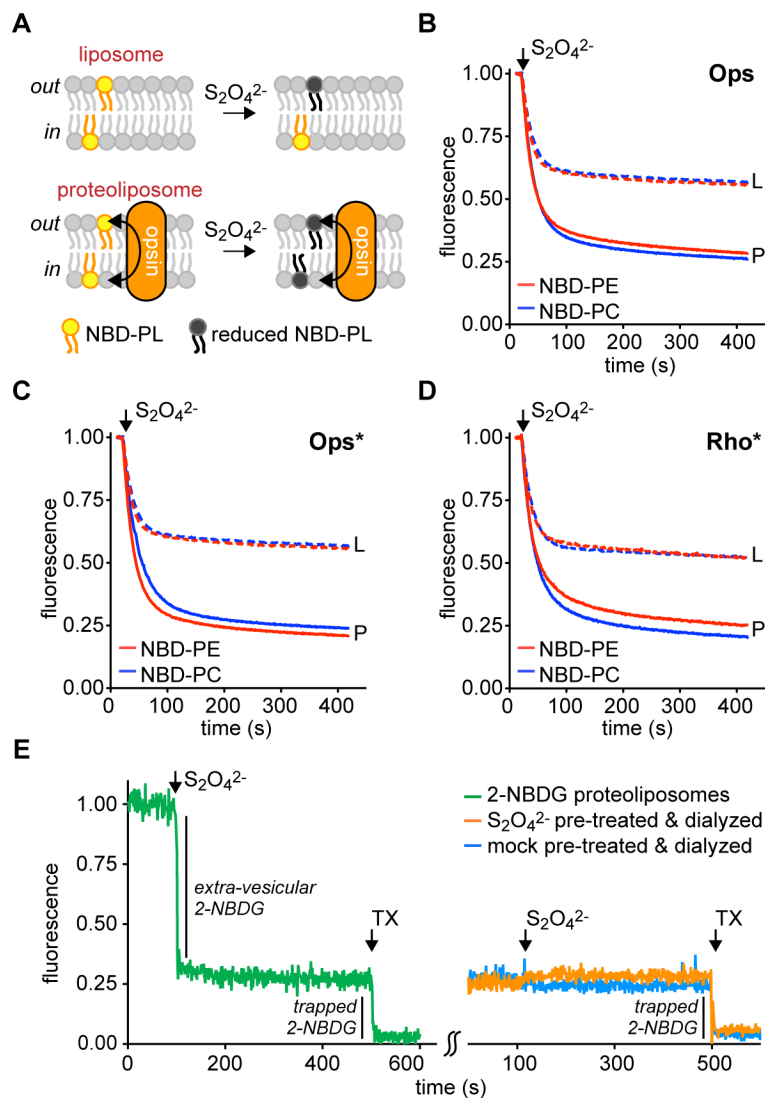 A
liposome
out
in
S₂O₄²⁻
proteoliposome
out
in
opsin
S₂O₄²⁻
opsin
NBD-PL
reduced NBD-PL
B
S₂O₄²⁻
Ops
1.00
0.75
0.50
0.25
0.00
fluorescence
L
P
NBD-PE
NBD-PC
0 100 200 300 400
time (s)
C
S₂O₄²⁻
Ops*
1.00
0.75
0.50
0.25
0.00
fluorescence
L
P
NBD-PE
NBD-PC
0 100 200 300 400
time (s)
D
S₂O₄²⁻
Rho*
1.00
0.75
0.50
0.25
0.00
fluorescence
L
P
NBD-PE
NBD-PC
0 100 200 300 400
time (s)
E
S₂O₄²⁻
1.00
0.75
0.50
0.25
0.00
fluorescence
extra-vesicular
2-NBDG
TX
trapped
2-NBDG
2-NBDG proteoliposomes
S₂O₄²⁻ pre-treated & dialyzed
mock pre-treated & dialyzed
S₂O₄²⁻
TX
trapped
2-NBDG
0 200 400 600 100 300 500
time (s)